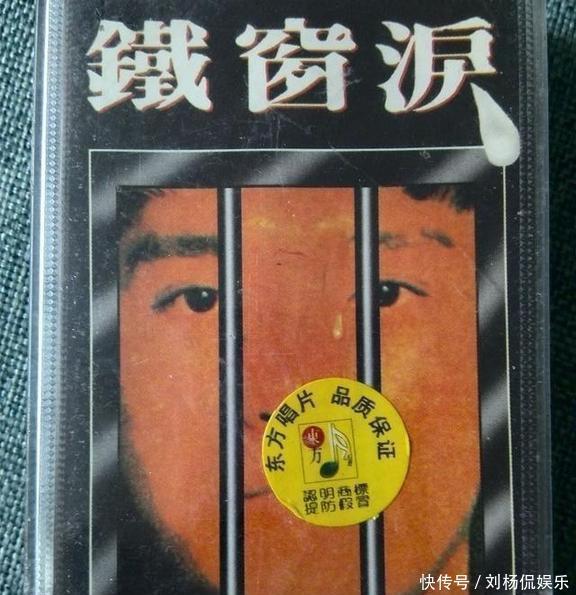 鐵窗淚
东方唱片 品质保证
東方
認明商標
提防假冒
快传号 / 刘杨侃娱乐